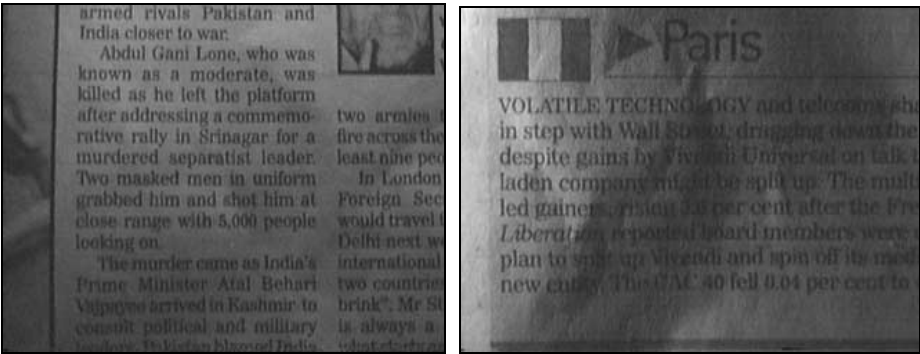 armed rivals Pakistan and
India closer to war.
Abdul Gani Lone, who was
known as a moderate, was
killed as he left the platform
after addressing a commemo-
rative rally in Srinagar for a
murdered separatist leader.
Two masked men in uniform
grabbed him and shot him at
close range with 5,000 people
looking on.
The murder came as India's
Prime Minister Atal Behari
Vajpayee arrived in Kashmir to
consult political and military
leaders. Pakistan blamed India
two armies
fire across the
least nine
In London
Foreign
would travel
Delhi next
international
two countries
brink". Mr
is always a
Paris
VOLATILE TECHNOLOGY and telecoms
in step with Wall Street, dragging down the
despite gains by Vivendi Universal on talk
laden company might be split up. The
led gainers, rising 3.6 per cent after the
Liberation reported board members were
plan to split up Vivendi and spin off its
new entity. The CAC 40 fell 0.04 per cent to